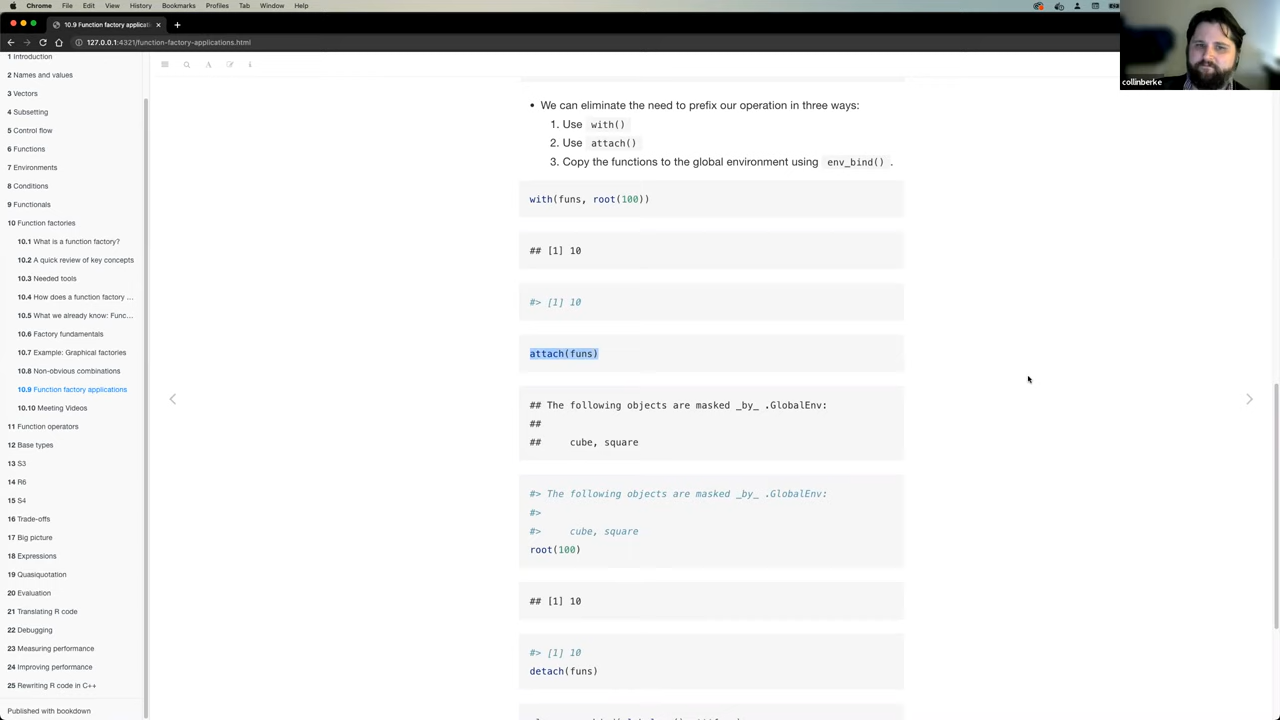 Chrome File Edit View History Bookmarks Profiles Tab Window Help
10.9 Function factory applicati
127.0.0.1:4321/function-factory-applications.html
collinberke
1 Introduction
2 Names and values
3 Vectors
4 Subsetting
5 Control flow
6 Functions
7 Environments
8 Conditions
9 Functionals
10 Function factories
10.1 What is a function factory?
10.2 A quick review of key concepts
10.3 Needed tools
10.4 How does a function factory ...
10.5 What we already know: Func...
10.6 Factory fundamentals
10.7 Example: Graphical factories
10.8 Non-obvious combinations
10.9 Function factory applications
10.10 Meeting Videos
11 Function operators
12 Base types
13 S3
14 R6
15 S4
16 Trade-offs
17 Big picture
18 Expressions
19 Quasiquotation
20 Evaluation
21 Translating R code
22 Debugging
23 Measuring performance
24 Improving performance
25 Rewriting R code in C++
Published with bookdown
• We can eliminate the need to prefix our operation in three ways:
1. Use with()
2. Use attach()
3. Copy the functions to the global environment using env_bind() .
with(funs, root(100))
## [1] 10
#> [1] 10
attach(funs)
## The following objects are masked _by_ .GlobalEnv:
##
## cube, square
#> The following objects are masked _by_ .GlobalEnv:
#>
#> cube, square
root(100)
## [1] 10
#> [1] 10
detach(funs)